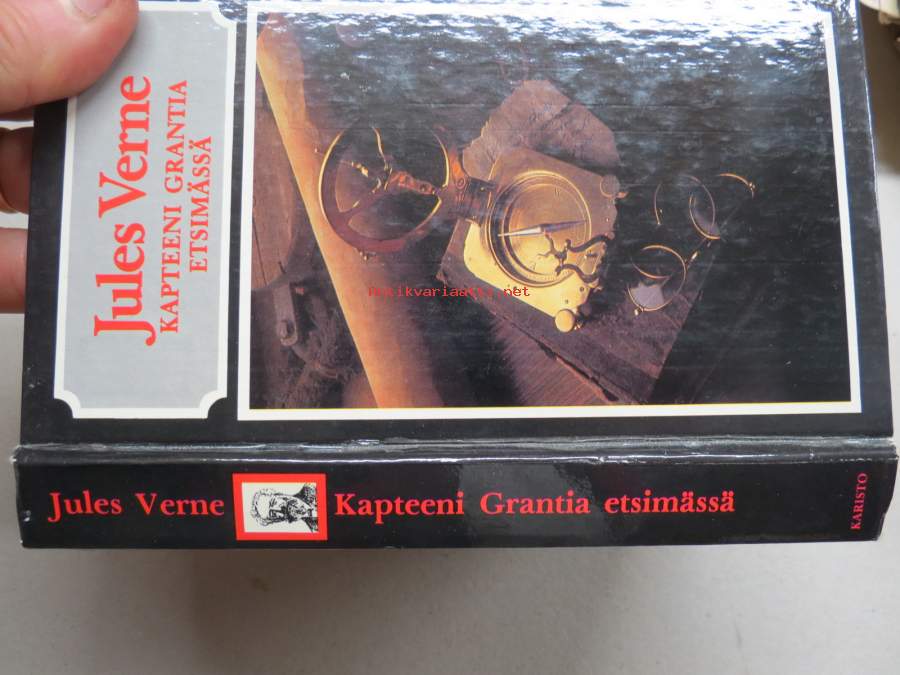 Jules Verne
KAPTEENI GRANTIA
ETSIMÄSSÄ
Antikvariaatti.net
Jules Verne
Kapteeni Grantia etsimässä
KARISTO